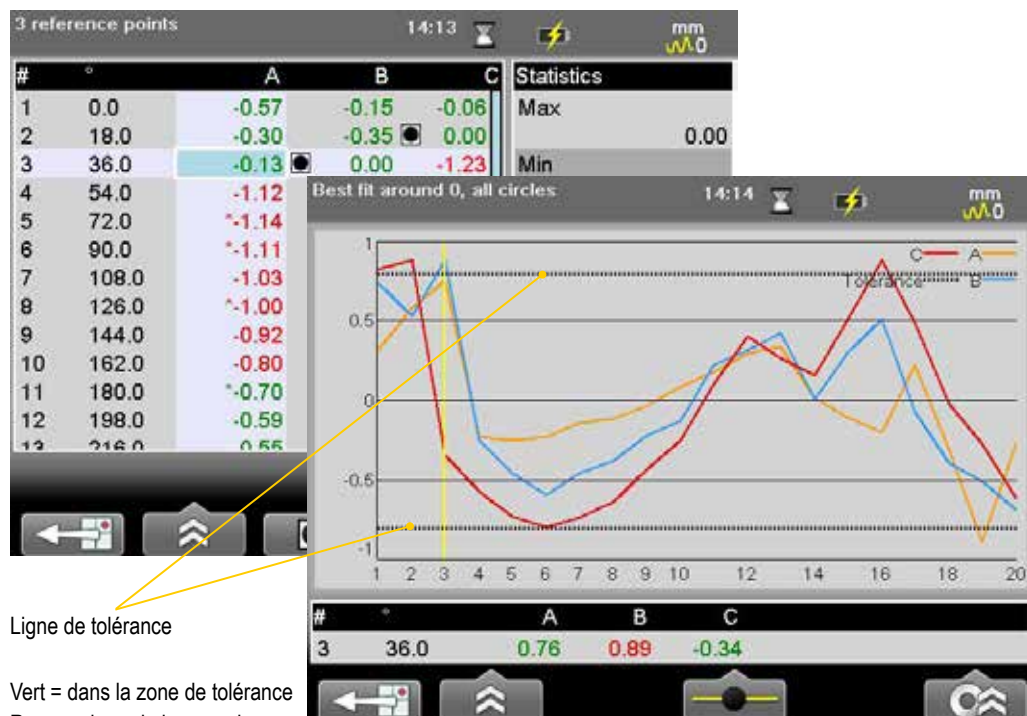 3 reference points 14:13 mm 0
# ° A B C
1 0.0 -0.57 -0.15 -0.06
2 18.0 -0.30 -0.35 0.00
3 36.0 -0.13 0.00 -1.23
4 54.0 -1.12
5 72.0 *-1.14
6 90.0 *-1.11
7 108.0 -1.03
8 126.0 *-1.00
9 144.0 -0.92
10 162.0 -0.80
11 180.0 *-0.70
12 198.0 -0.59
13 216.0 0.55
Statistics
Max
0.00
Min
Best fit around 0, all circles 14:14 mm 0
C A
Tolerance B
1
0.5
0
-0.5
-1
1 2 3 4 5 6 7 8 9 10 12 14 16 18 20
# ° A B C
3 36.0 0.76 0.89 -0.34
Ligne de tolérance
Vert = dans la zone de tolérance